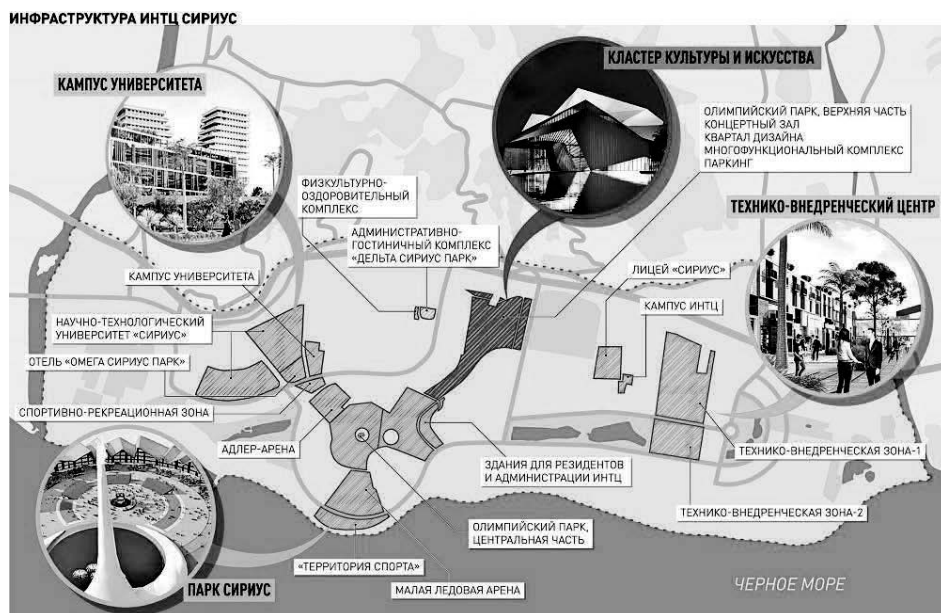 ИНФРАСТРУКТУРА ИНТЦ СИРИУС
КАМПУС УНИВЕРСИТЕТА
КЛАСТЕР КУЛЬТУРЫ И ИСКУССТВА
ОЛИМПИЙСКИЙ ПАРК, ВЕРХНЯЯ ЧАСТЬ
КОНЦЕРТНЫЙ ЗАЛ
КВАРТАЛ ДИЗАЙНА
МНОГОФУНКЦИОНАЛЬНЫЙ КОМПЛЕКС
ПАРКИНГ
ФИЗКУЛЬТУРНО-
ОЗДОРОВИТЕЛЬНЫЙ
КОМПЛЕКС
ТЕХНИКО-ВНЕДРЕНЧЕСКИЙ ЦЕНТР
АДМИНИСТРАТИВНО-
ГОСТИНИЧНЫЙ КОМПЛЕКС
«ДЕЛЬТА СИРИУС ПАРК»
КАМПУС УНИВЕРСИТЕТА
ЛИЦЕЙ «СИРИУС»
КАМПУС ИНТЦ
НАУЧНО-ТЕХНОЛОГИЧЕСКИЙ
УНИВЕРСИТЕТ «СИРИУС»
ОТЕЛЬ «ОМЕГА СИРИУС ПАРК»
СПОРТИВНО-РЕКРЕАЦИОННАЯ ЗОНА
АДЛЕР-АРЕНА
ЗДАНИЯ ДЛЯ РЕЗИДЕНТОВ
И АДМИНИСТРАЦИИ ИНТЦ
ТЕХНИКО-ВНЕДРЕНЧЕСКАЯ ЗОНА-1
ТЕХНИКО-ВНЕДРЕНЧЕСКАЯ ЗОНА-2
ОЛИМПИЙСКИЙ ПАРК,
ЦЕНТРАЛЬНАЯ ЧАСТЬ
«ТЕРРИТОРИЯ СПОРТА»
МАЛАЯ ЛЕДОВАЯ АРЕНА
ПАРК СИРИУС
ЧЕРНОЕ МОРЕ